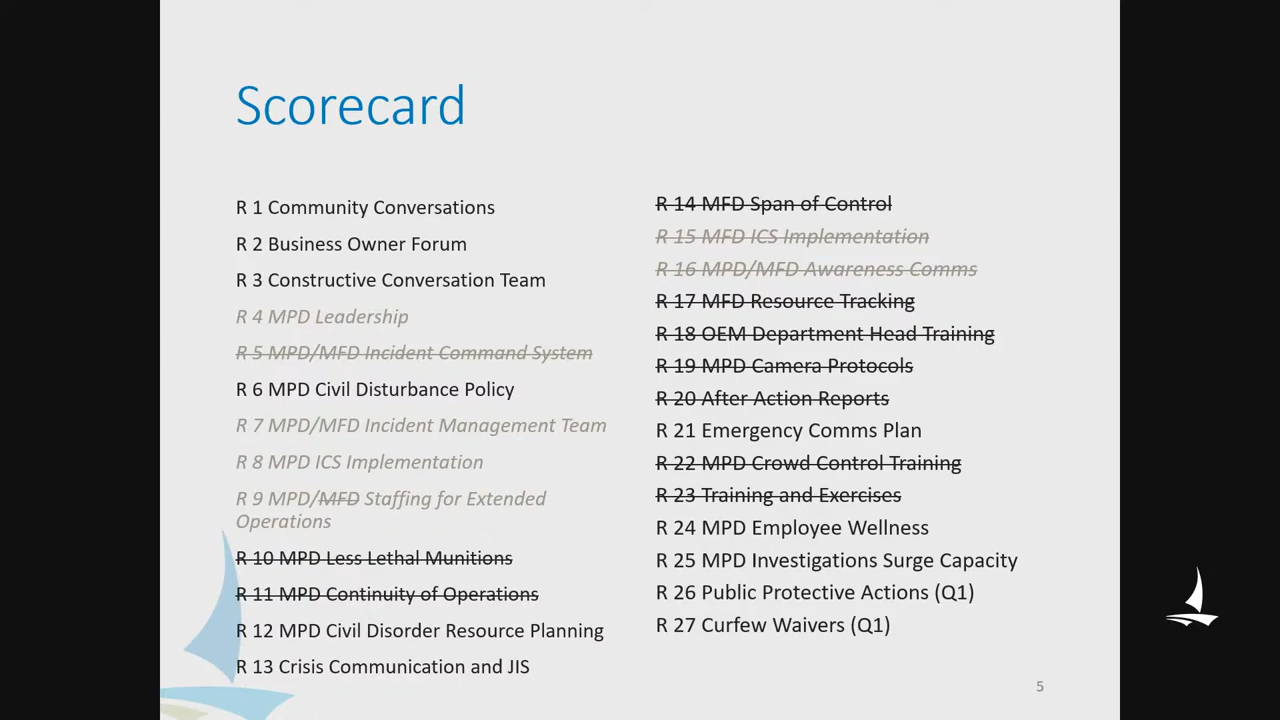 Scorecard
R 1 Community Conversations
R 2 Business Owner Forum
R 3 Constructive Conversation Team
R 4 MPD Leadership
R 5 MPD/MFD Incident Command System
R 6 MPD Civil Disturbance Policy
R 7 MPD/MFD Incident Management Team
R 8 MPD ICS Implementation
R 9 MPD/MFD Staffing for Extended
Operations
R 10 MPD Less Lethal Munitions
R 11 MPD Continuity of Operations
R 12 MPD Civil Disorder Resource Planning
R 13 Crisis Communication and JIS
R 14 MFD Span of Control
R 15 MFD ICS Implementation
R 16 MPD/MFD Awareness Comms
R 17 MFD Resource Tracking
R 18 OEM Department Head Training
R 19 MPD Camera Protocols
R 20 After Action Reports
R 21 Emergency Comms Plan
R 22 MPD Crowd Control Training
R 23 Training and Exercises
R 24 MPD Employee Wellness
R 25 MPD Investigations Surge Capacity
R 26 Public Protective Actions (Q1)
R 27 Curfew Waivers (Q1)
5